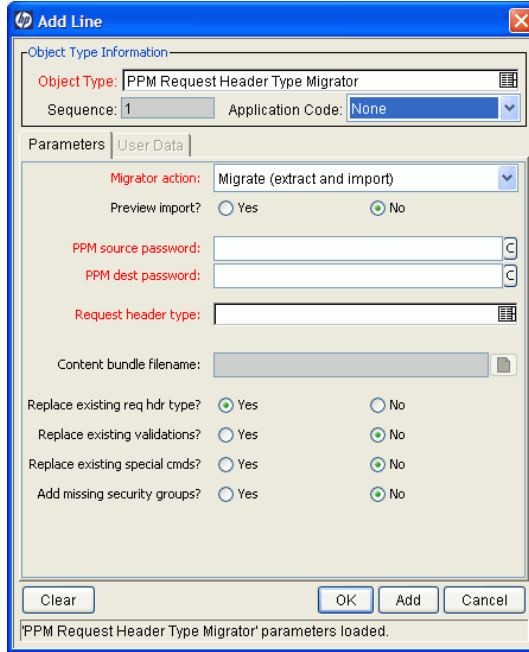 hp Add Line
Object Type Information
Object Type: PPM Request Header Type Migrator
Sequence: 1 Application Code: None
Parameters User Data
Migrator action: Migrate (extract and import)
Preview import? Yes No
PPM source password: C
PPM dest password: C
Request header type:
Content bundle filename:
Replace existing req hdr type? Yes No
Replace existing validations? Yes No
Replace existing special cmds? Yes No
Add missing security groups? Yes No
Clear OK Add Cancel
'PPM Request Header Type Migrator' parameters loaded.